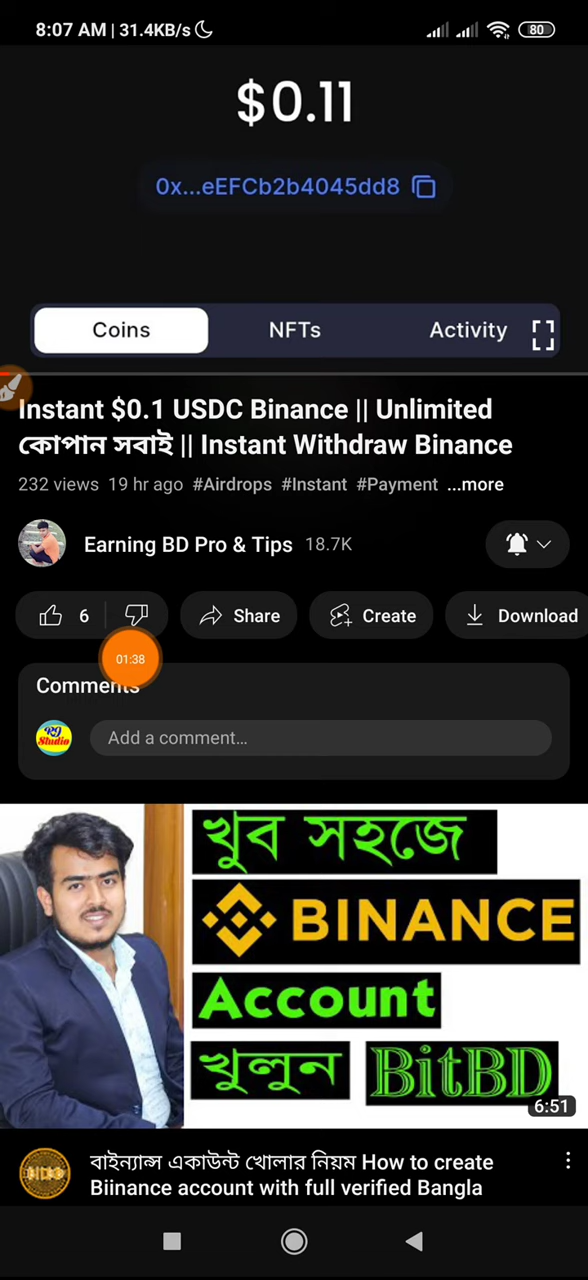 8:07 AM | 31.4KB/s
80
$0.11
0x...eEFCb2b4045dd8
Coins NFTs Activity
Instant $0.1 USDC Binance || Unlimited
কোপান সবাই || Instant Withdraw Binance
232 views 19 hr ago #Airdrops #Instant #Payment ...more
Earning BD Pro & Tips 18.7K
6 Share Create Download
01:38
Comments
RJ
Studio
Add a comment...
খুব সহজে
BINANCE
Account
খুলুন BitBD
6:51
বাইন্যান্স একাউন্ট খোলার নিয়ম How to create
Biinance account with full verified Bangla